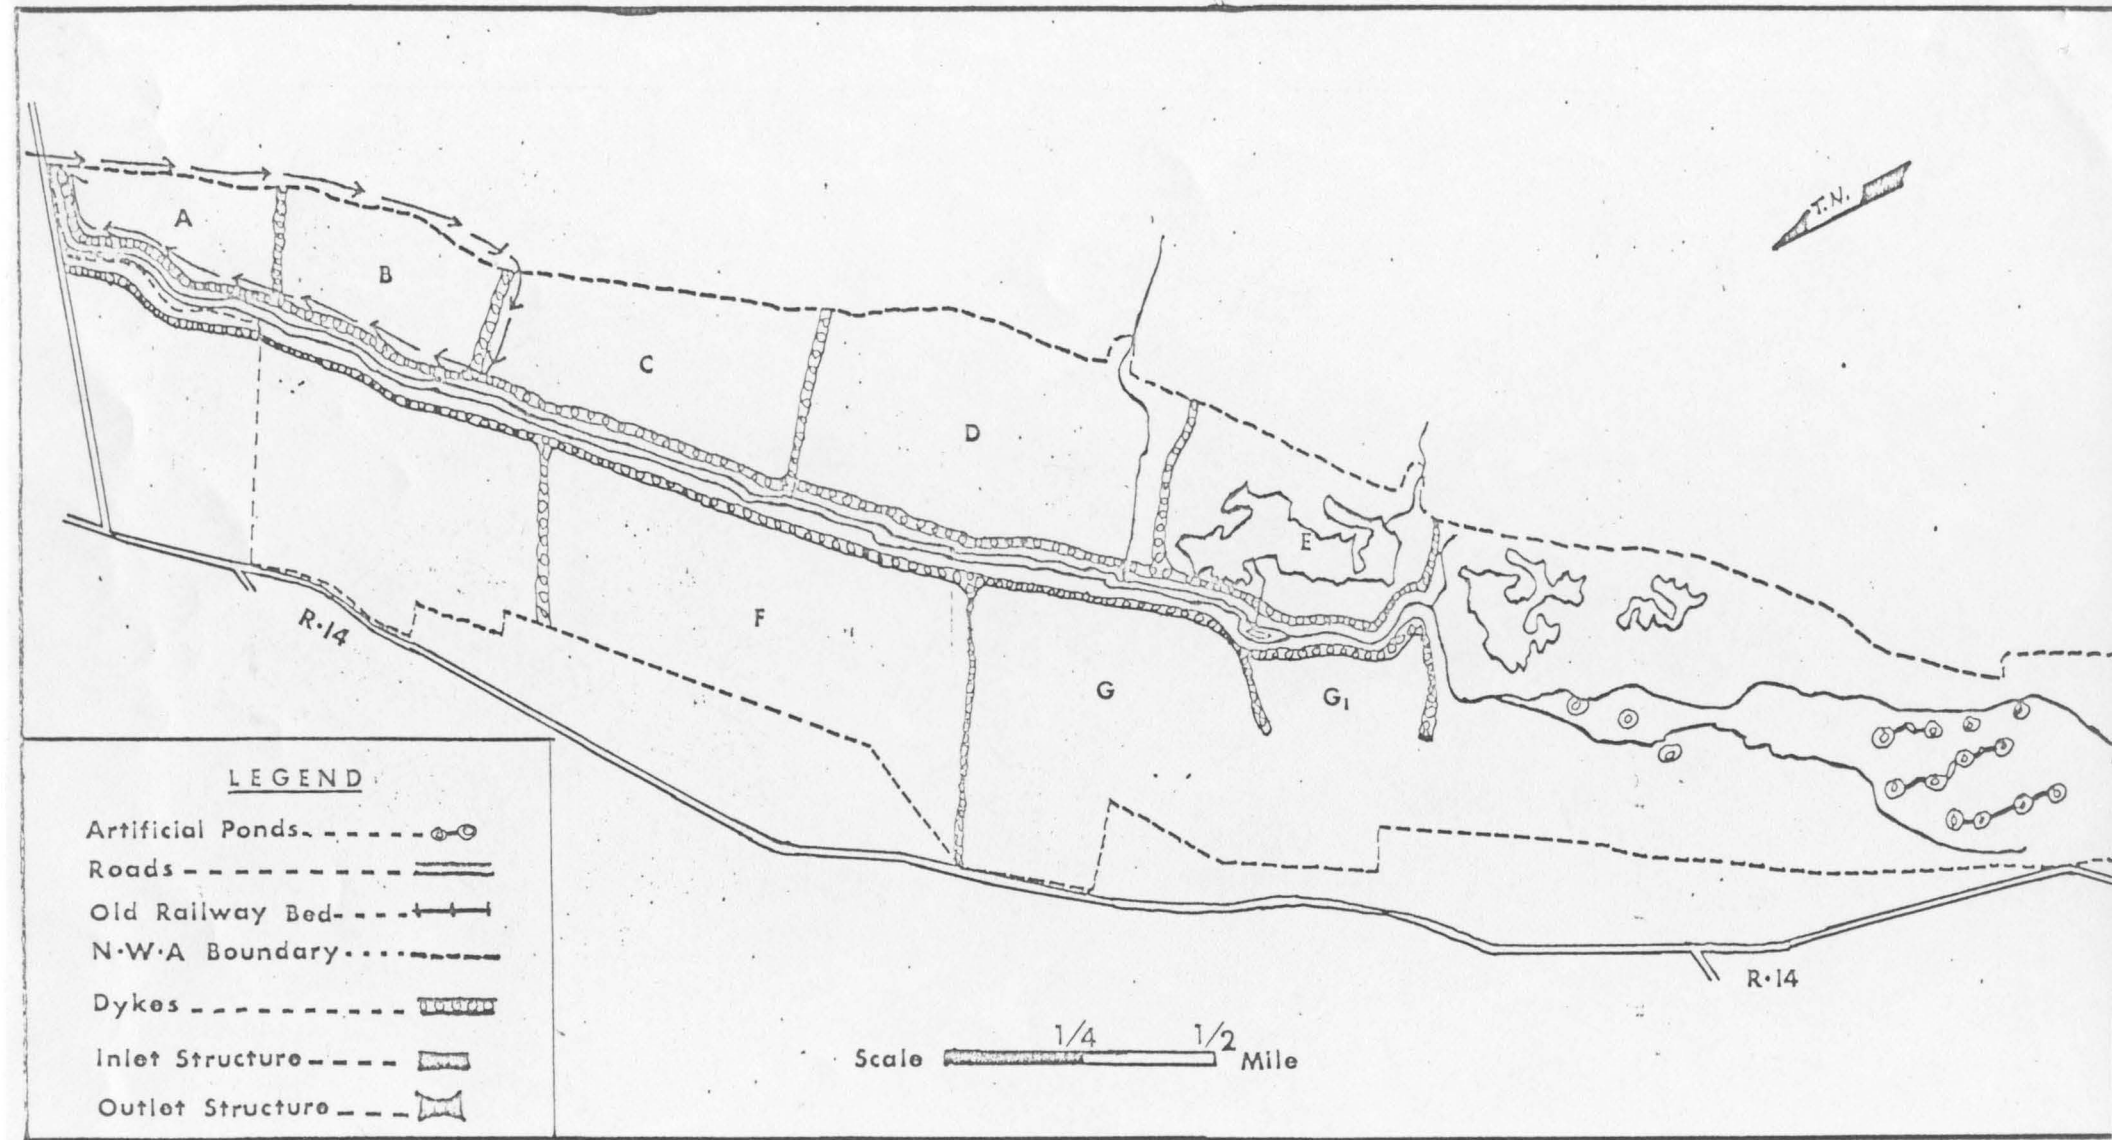 T.N.
A
B
C
D
E
F
G
G1
R·14
R·14
LEGEND
Artificial Ponds
Roads
Old Railway Bed
N·W·A Boundary
Dykes
Inlet Structure
Outlet Structure
1/4 1/2
Scale Mile